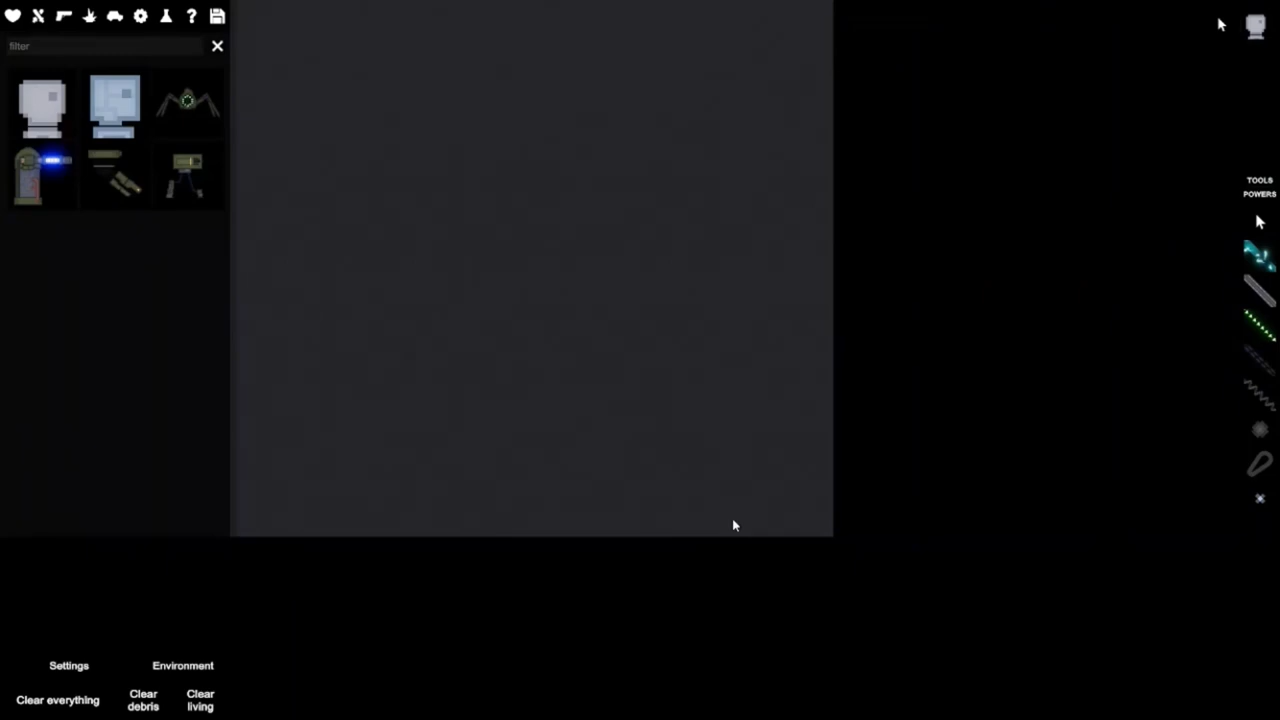 filter
TOOLS
POWERS
Settings
Environment
Clear everything
Clear
debris
Clear
living